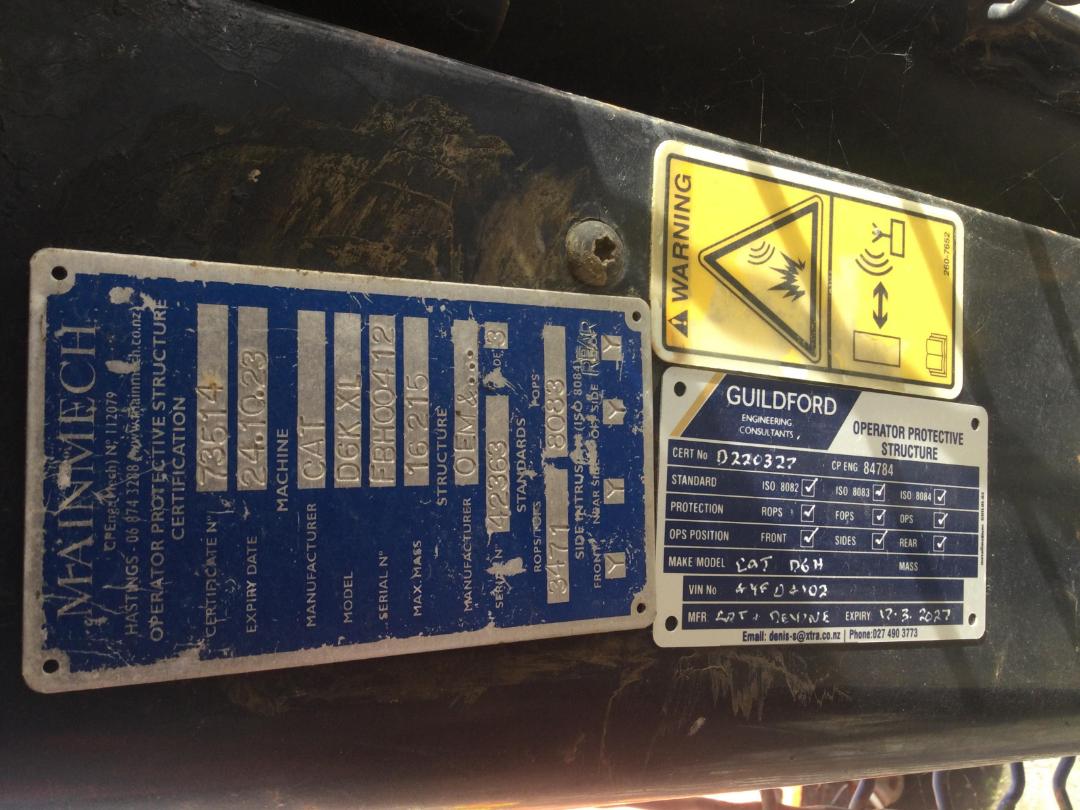 MAINMECH
HASTINGS - 06 874 3288 www.mainmech.co.nz
CPEng(Mech) Nº 112079
OPERATOR PROTECTIVE STRUCTURE
CERTIFICATION
CERTIFICATE Nº 73514
EXPIRY DATE 24.10.23
MACHINE
MANUFACTURER CAT
MODEL D6K XL
SERIAL Nº FBH00412
MAX. MASS 16 215
STRUCTURE
MANUFACTURER OEM &...
SERIAL Nº 42363 3
STANDARDS
ROPS/TOPS 3471 FOPS 8083
SIDE INTRUSION (ISO 8084)
FRONT NEAR SIDE OFF SIDE REAR
Y Y Y Y
WARNING
260-7652
GUILDFORD
ENGINEERING
CONSULTANTS
OPERATOR PROTECTIVE
STRUCTURE
CERT No D220327 CP ENG 84784
STANDARD ISO 8082 ✓ ISO 8083 ✓ ISO 8084 ✓
PROTECTION ROPS ✓ FOPS ✓ OPS ✓
OPS POSITION FRONT ✓ SIDES ✓ REAR ✓
MAKE MODEL CAT D6H MASS
VIN No
MFR CAT + DEVINE EXPIRY 17.3.2027
Email: denis-s@xtra.co.nz | Phone:027 490 3773